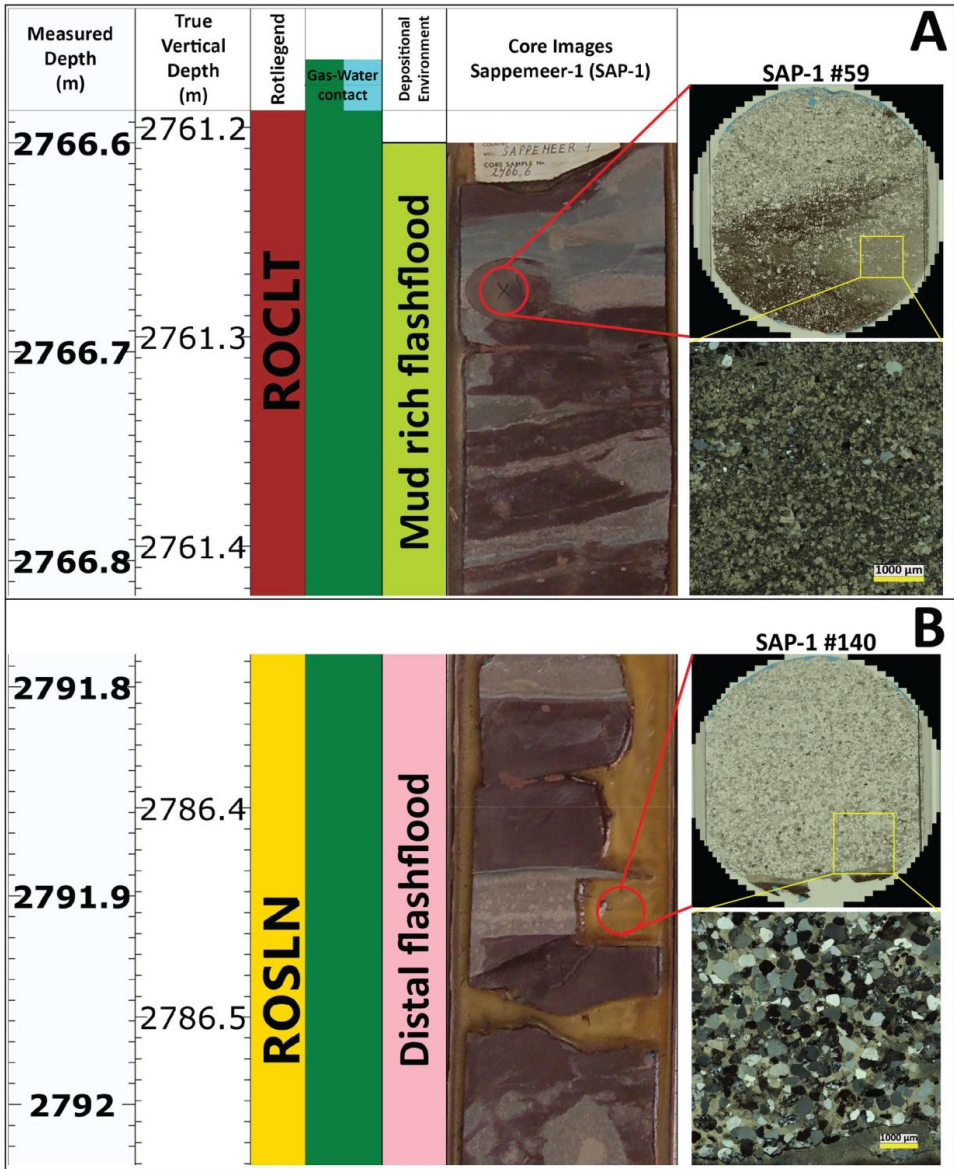 Measured
Depth
(m)
True
Vertical
Depth
(m)
Rotliegend
Gas-Water
contact
Depositional
Environment
Core Images
Sappemeer-1 (SAP-1)
A
SAP-1 #59
2766.6
2766.7
2766.8
2761.2
2761.3
2761.4
ROCLT
Mud rich flashflood
WELL SAPPEMEER 1
CORE SAMPLE No.
2766,6
X
1000 µm
B
SAP-1 #140
2791.8
2791.9
2792
2786.4
2786.5
ROSLN
Distal flashflood
1000 µm